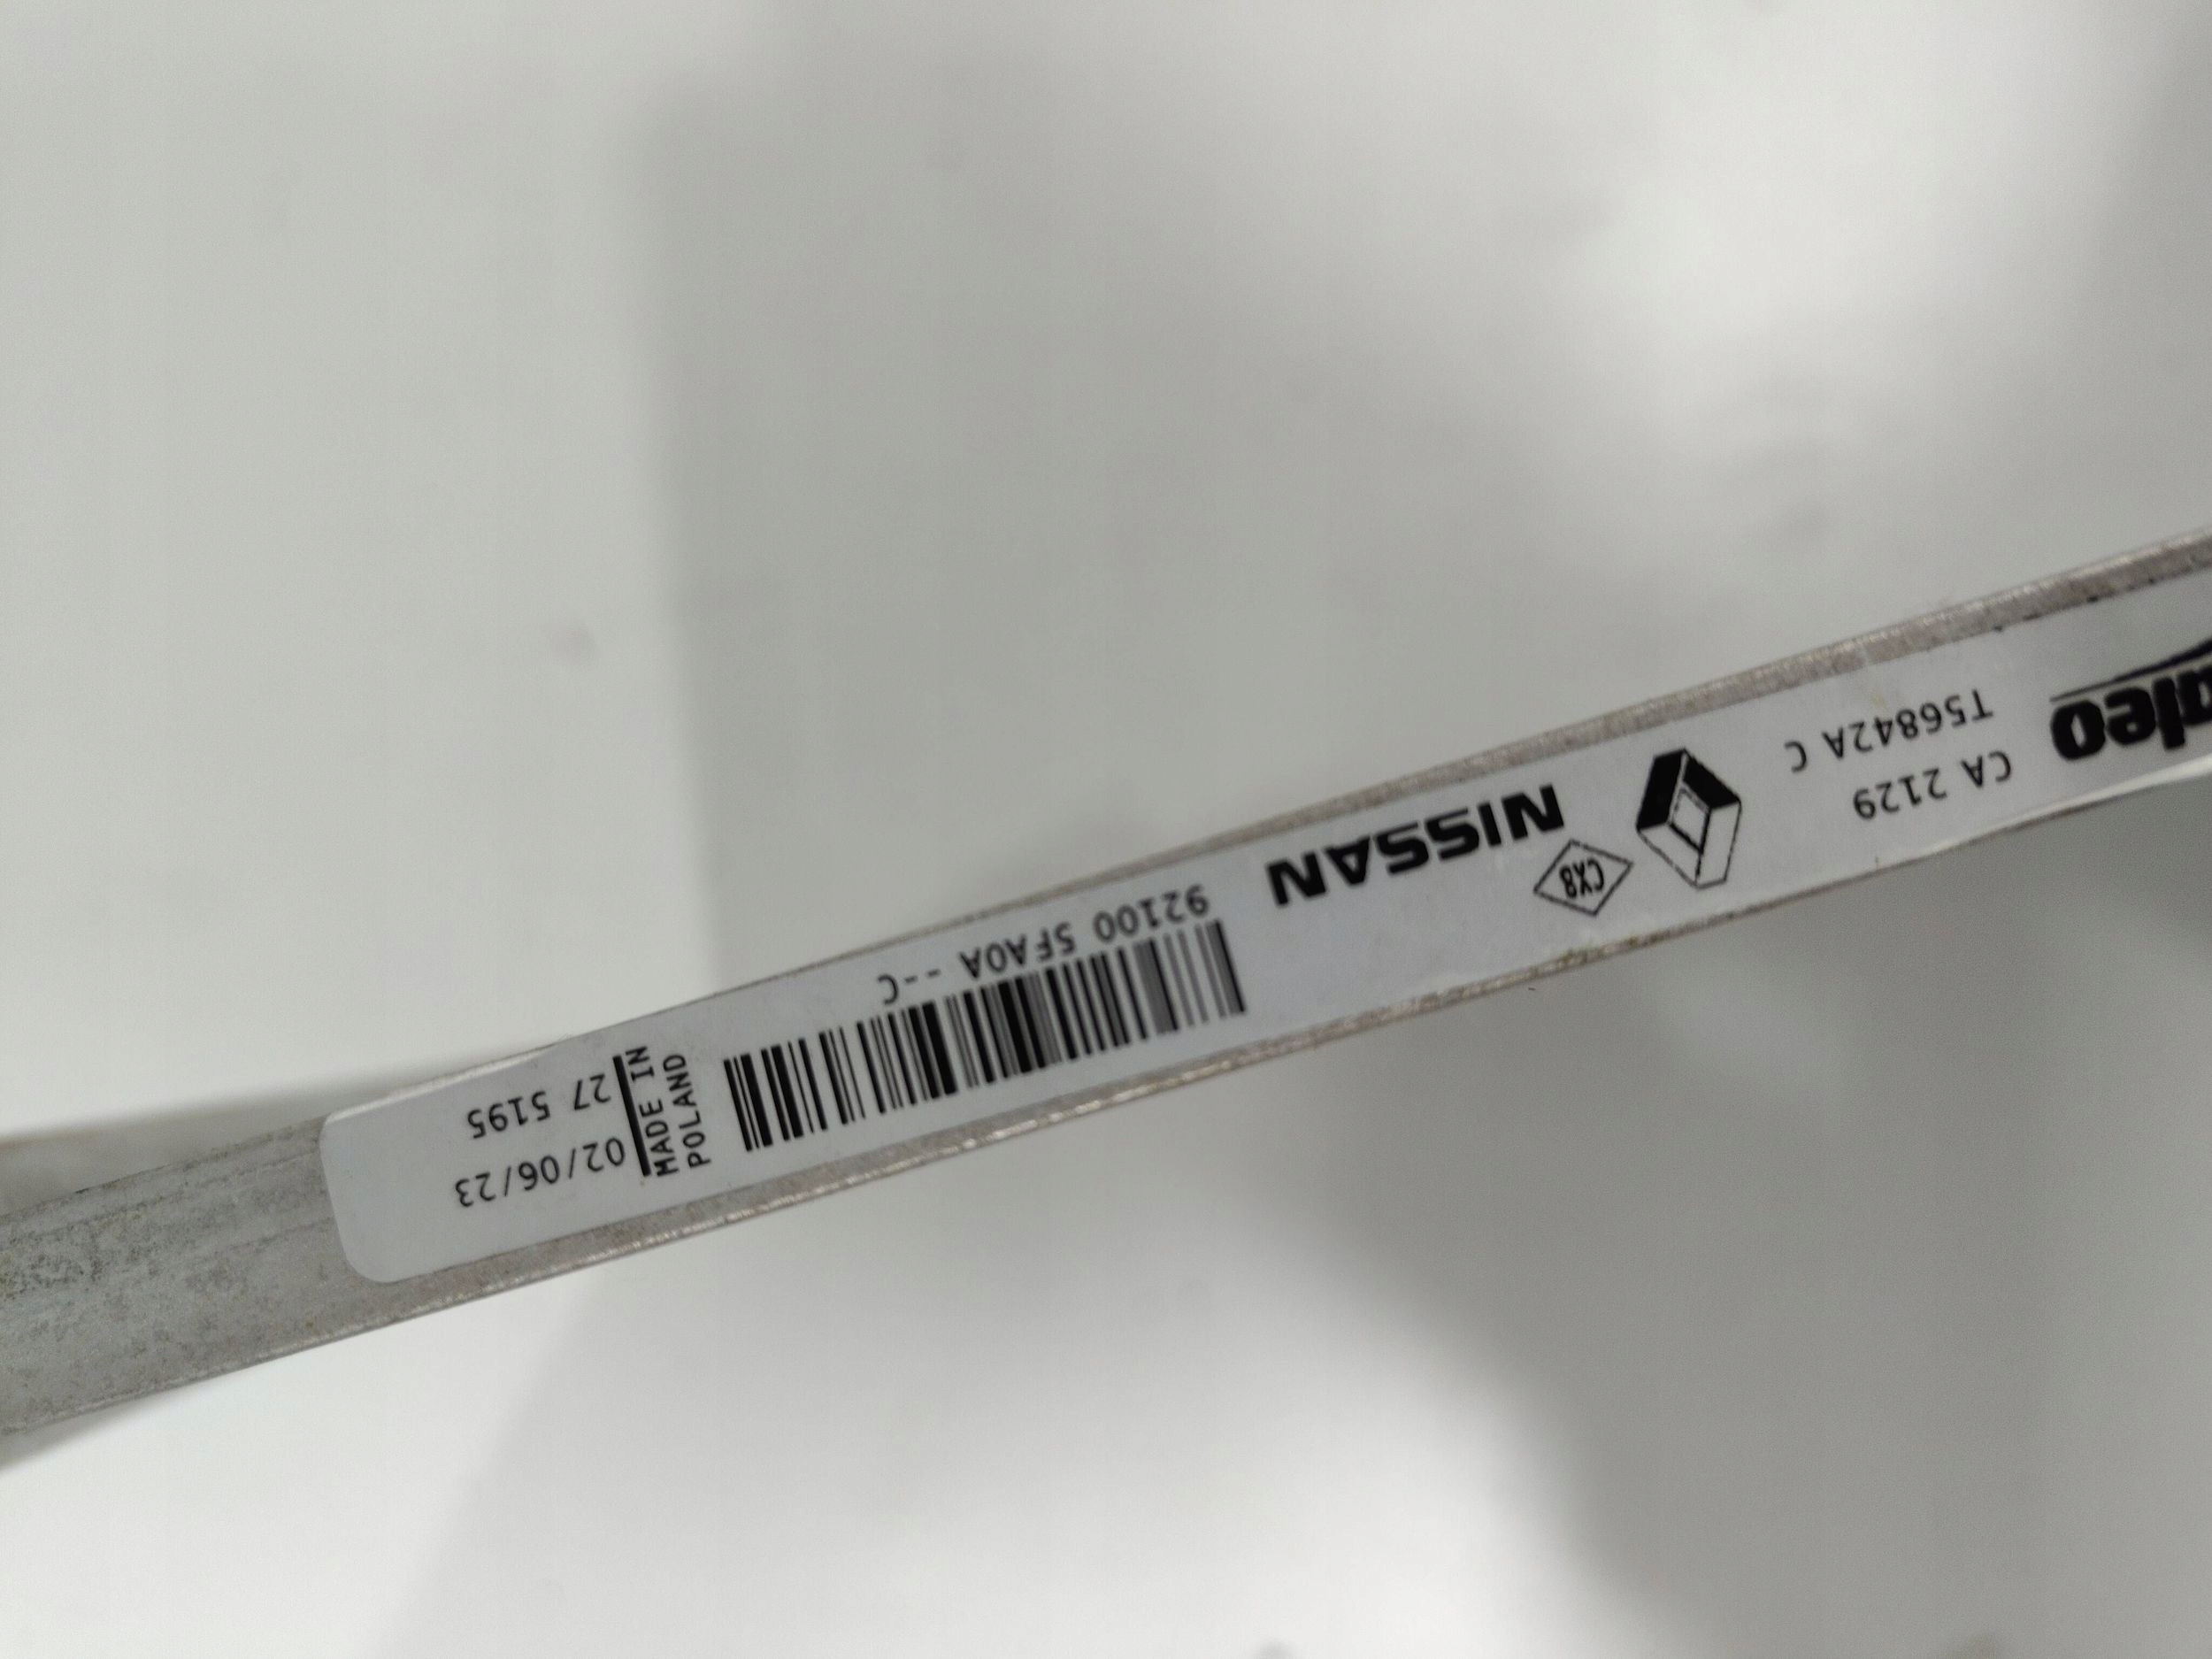 CA 2129
T56842A C
CX8
NISSAN
92100 5FA0A --C
MADE IN
POLAND
02/06/23
27 5195